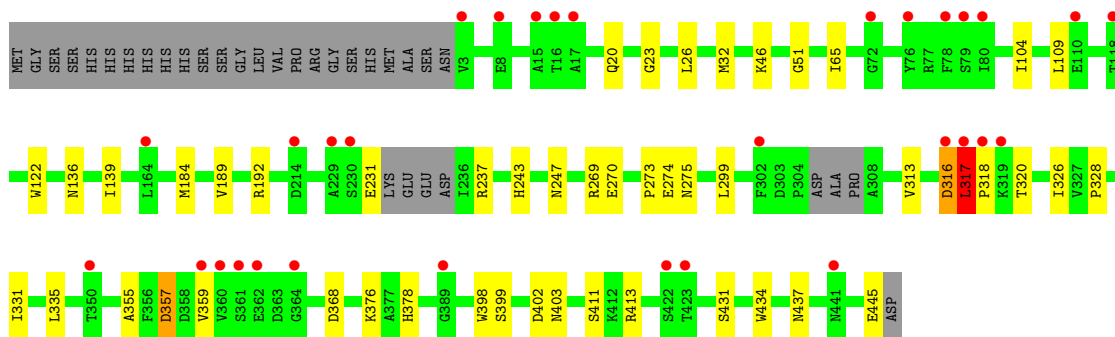 MET GLY SER SER HIS HIS HIS HIS HIS HIS SER SER GLY LEU VAL PRO ARG GLY SER HIS MET ALA SER ASN V3 E8 A15 T16 A17 Q20 G23 L26 M32 K46 G51 I65 G72 Y76 R77 F78 S79 I80 I104 L109 E110 T118
W122 N136 I139 L164 M184 V189 R192 D214 A229 S230 E231 LYS GLU GLU ASP I236 R237 H243 N247 R269 E270 P273 E274 N275 L299 F302 D303 P304 ASP ALA PRO A308 V313 D316 L317 P318 K319 T320 I326 V327 P328
I331 L335 T350 A355 F356 D357 D358 V359 V360 S361 E362 D363 G364 D368 K376 A377 H378 G389 W398 S399 D402 N403 S411 K412 R413 S422 T423 S431 W434 N437 N441 E445 ASP